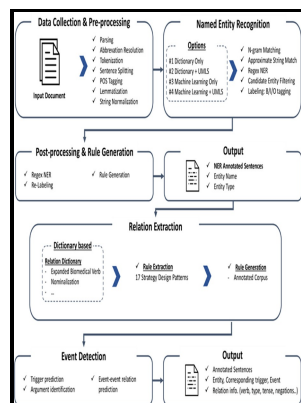 Data Collection & Pre-processing
Input Document
✓ Parsing
✓ Abbreviation Resolution
✓ Tokenization
✓ Sentence Splitting
✓ POS Tagging
✓ Lemmatization
✓ String Normalization
Named Entity Recognition
Options
#1 Dictionary Only
#2 Dictionary + UMLS
#3 Machine Learning Only
#4 Machine Learning + UMLS
✓ N-gram Matching
✓ Approximate String Match
✓ Regex NER
✓ Candidate Entity Filtering
✓ Labeling: B/I/O tagging
Post-processing & Rule Generation
✓ Regex NER
✓ Re-Labeling
✓ Rule Generation
Output
✓ NER Annotated Sentences
✓ Entity Name
✓ Entity Type
Relation Extraction
Dictionary based
Relation Dictionary
- Expanded Biomedical Verb
- Nominalization
- ...
✓ Rule Extraction
17 Strategy Design Patterns
✓ Rule Generation
- Annotated Corpus
Event Detection
✓ Trigger prediction
✓ Argument identification
✓ Event-event relation
prediction
Output
✓ Annotated Sentences
✓ Entity, Corresponding trigger, Event
✓ Relation info. (verb, type, tense, negations..)